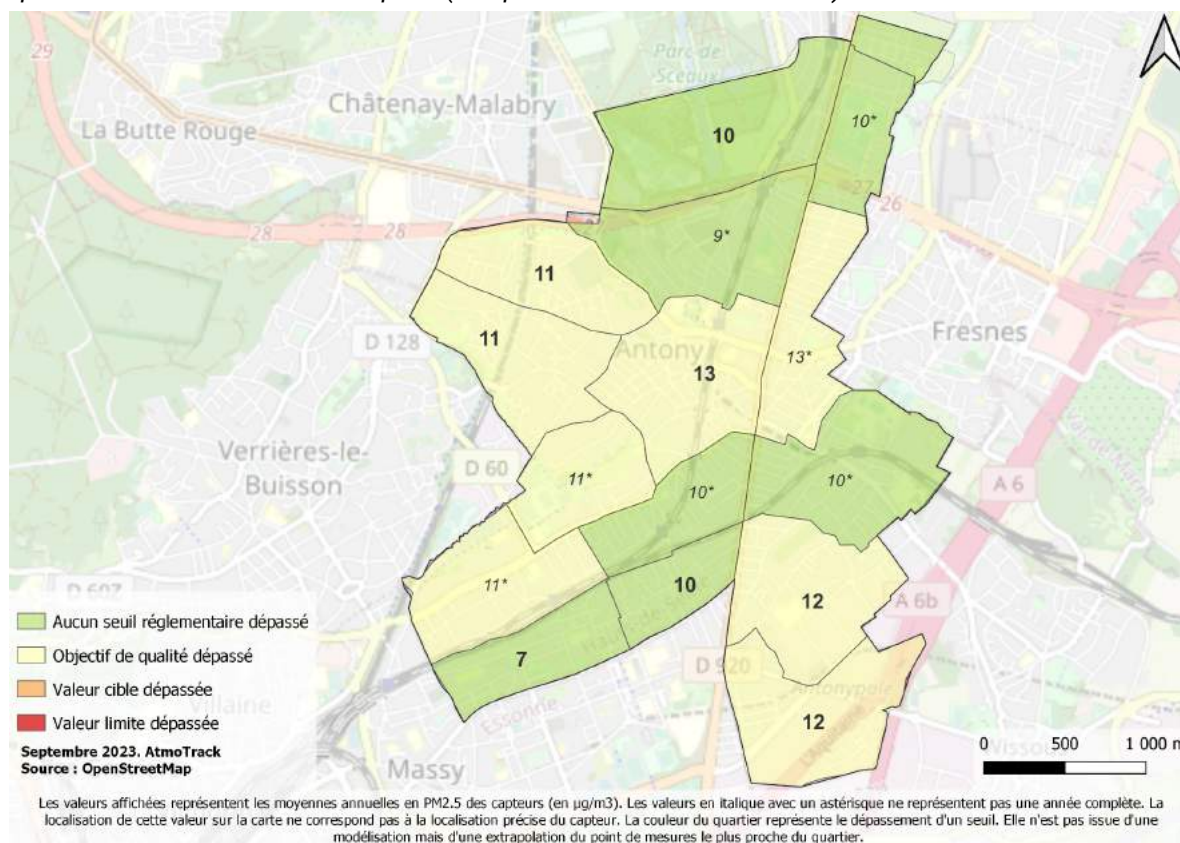 29
Châtenay-Malabry
La Butte Rouge
Parc de
Sceaux
10
10*
27
26
28
28
9*
11
D 128
11
Antony
13
13*
Fresnes
Verrières-le-
Buisson
D 60
11*
10*
10*
A 6
Val-de-Marne
11*
10
12
A 6b
7
D 920
Antonypole
12
Essonne
Massy
Wissous
Aucun seuil réglementaire dépassé
Objectif de qualité dépassé
Valeur cible dépassée
Valeur limite dépassée
Villaine
Septembre 2023. AtmoTrack
Source : OpenStreetMap
0 500 1 000 m
Les valeurs affichées représentent les moyennes annuelles en PM2.5 des capteurs (en µg/m3). Les valeurs en italique avec un astérisque ne représentent pas une année complète. La
localisation de cette valeur sur la carte ne correspond pas à la localisation précise du capteur. La couleur du quartier représente le dépassement d'un seuil. Elle n'est pas issue d'une
modélisation mais d'une extrapolation du point de mesures le plus proche du quartier.